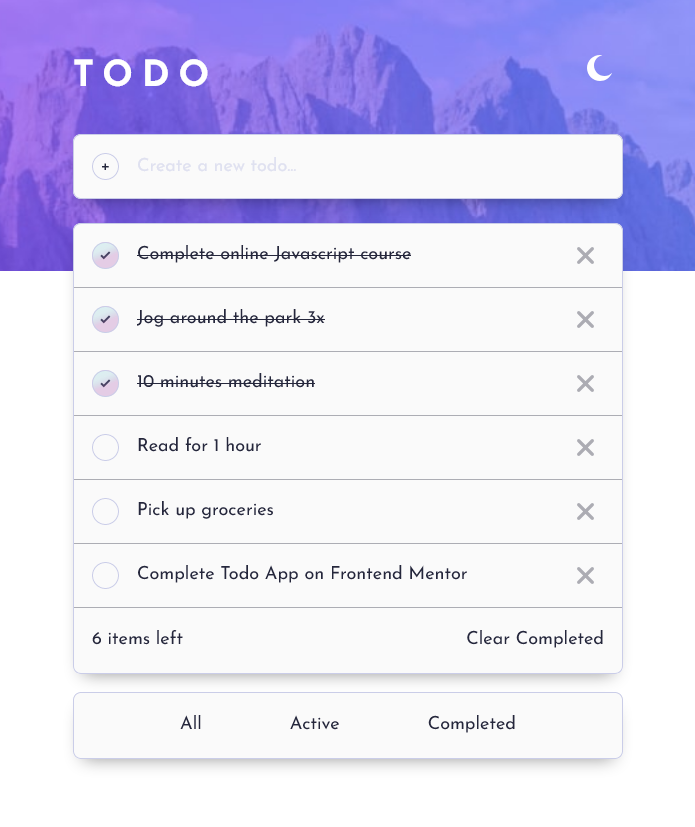 TODO
+ Create a new todo...
Complete online Javascript course
Jog around the park 3x
10 minutes meditation
Read for 1 hour
Pick up groceries
Complete Todo App on Frontend Mentor
6 items left Clear Completed
All Active Completed